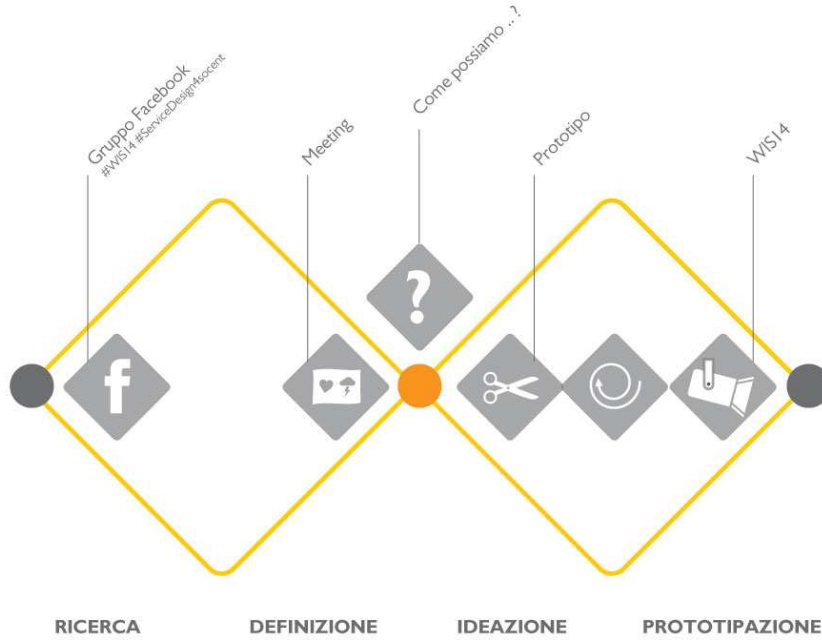 Gruppo Facebook
#WIS14 #ServiceDesign4socent
Meeting
Come possiamo ..?
Prototipo
WIS14
f
?
RICERCA
DEFINIZIONE
IDEAZIONE
PROTOTIPAZIONE